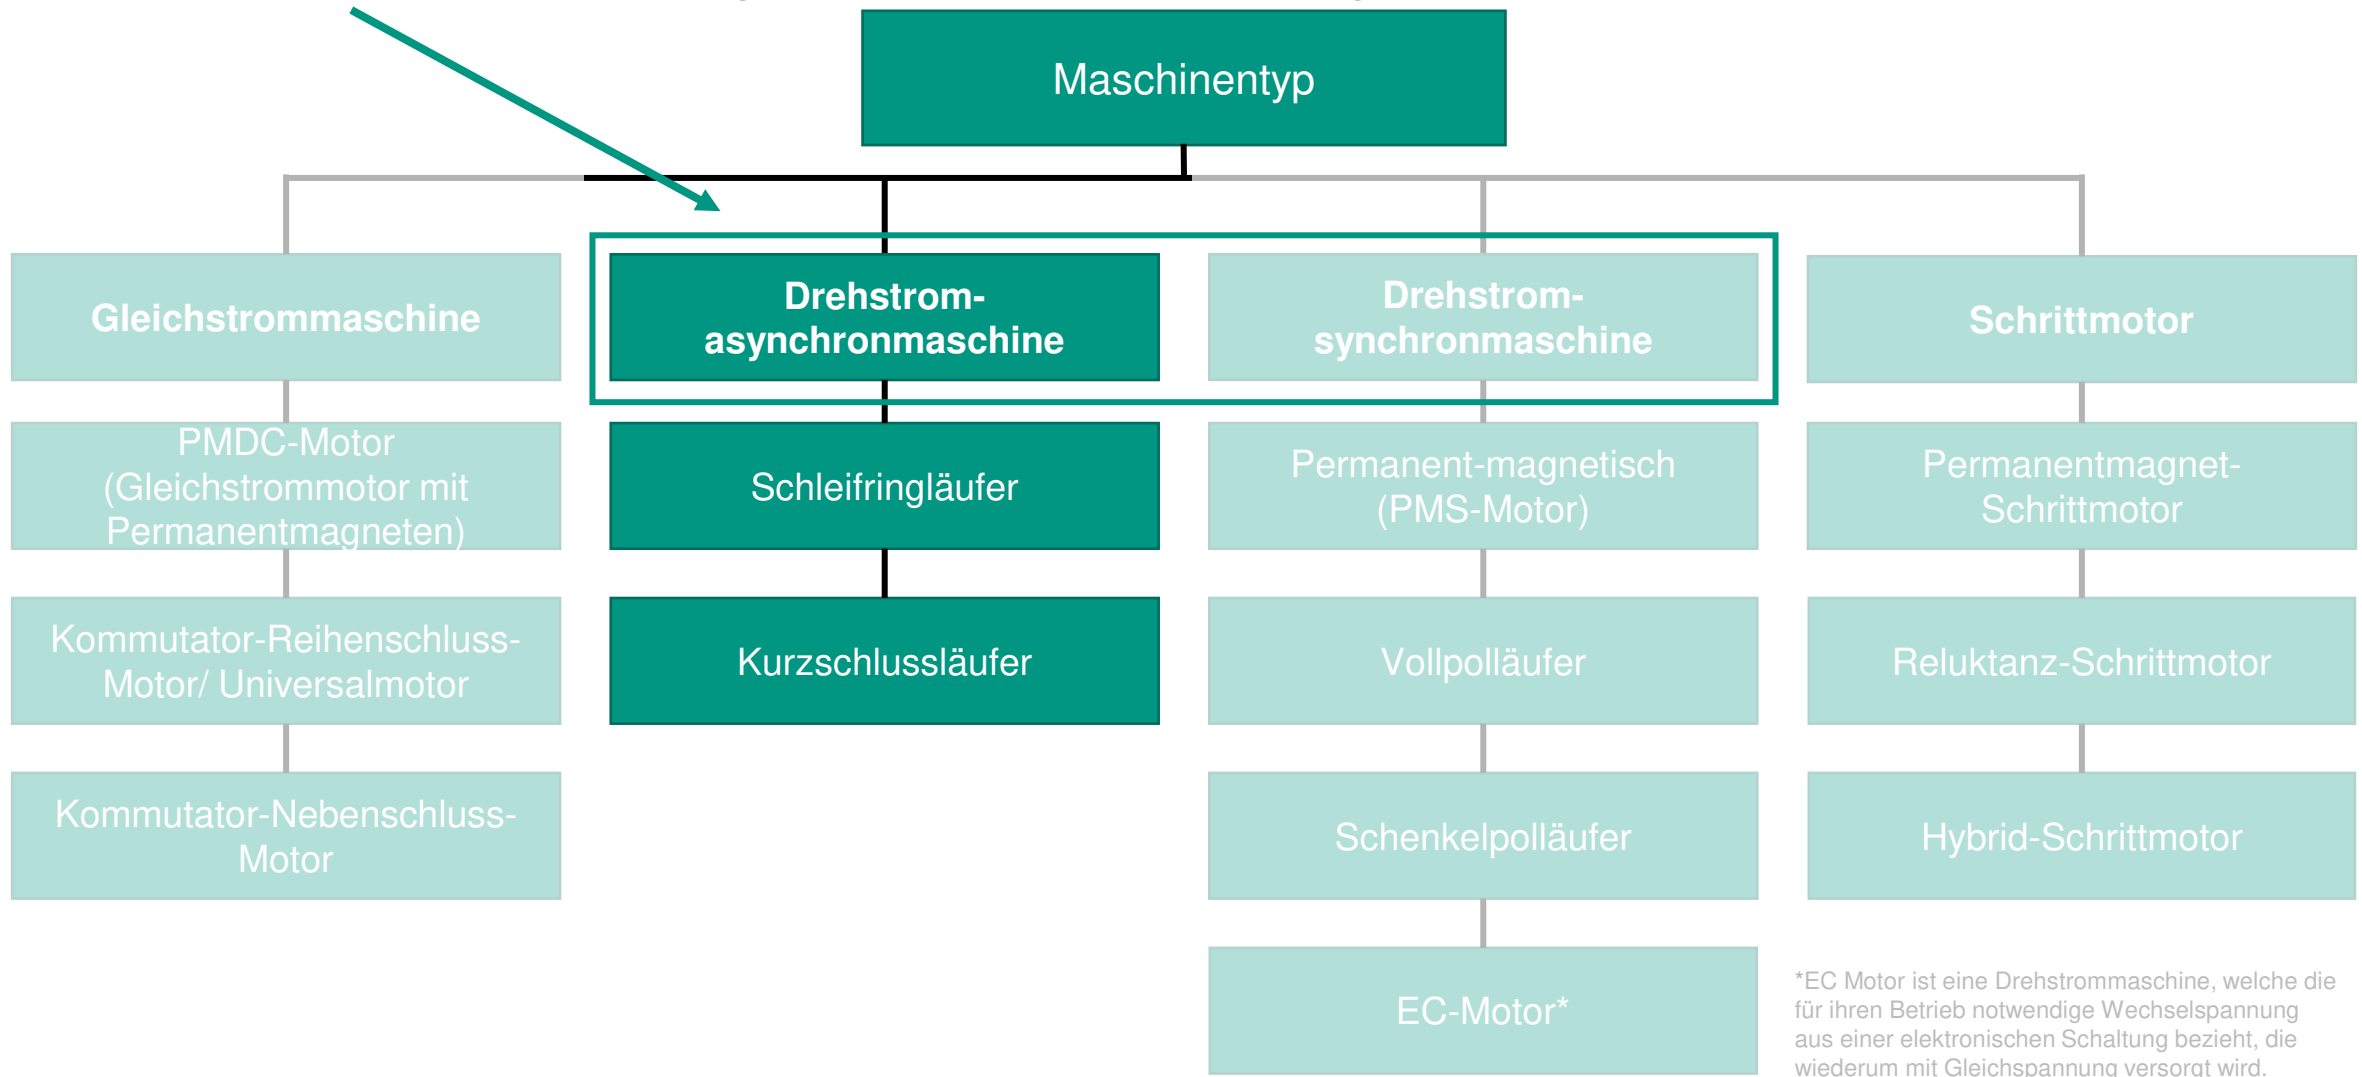 Maschinentyp
Gleichstrommaschine
Drehstrom-
asynchronmaschine
Drehstrom-
synchronmaschine
Schrittmotor
PMDC-Motor
(Gleichstrommotor mit
Permanentmagneten)
Schleifringläufer
Permanent-magnetisch
(PMS-Motor)
Permanentmagnet-
Schrittmotor
Kommutator-Reihenschluss-
Motor/ Universalmotor
Kurzschlussläufer
Vollpolläufer
Reluktanz-Schrittmotor
Kommutator-Nebenschluss-
Motor
Schenkelpolläufer
Hybrid-Schrittmotor
EC-Motor*
*EC Motor ist eine Drehstrommaschine, welche die
für ihren Betrieb notwendige Wechselspannung
aus einer elektronischen Schaltung bezieht, die
wiederum mit Gleichspannung versorgt wird.